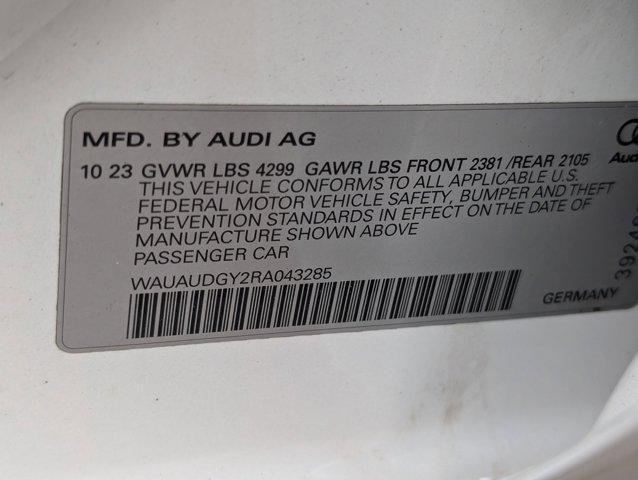 MFD. BY AUDI AG
10 23 GVWR LBS 4299 GAWR LBS FRONT 2381 /REAR 2105
THIS VEHICLE CONFORMS TO ALL APPLICABLE U.S.
FEDERAL MOTOR VEHICLE SAFETY, BUMPER AND THEFT
PREVENTION STANDARDS IN EFFECT ON THE DATE OF
MANUFACTURE SHOWN ABOVE
PASSENGER CAR
WAUAUDGY2RA043285
GERMANY